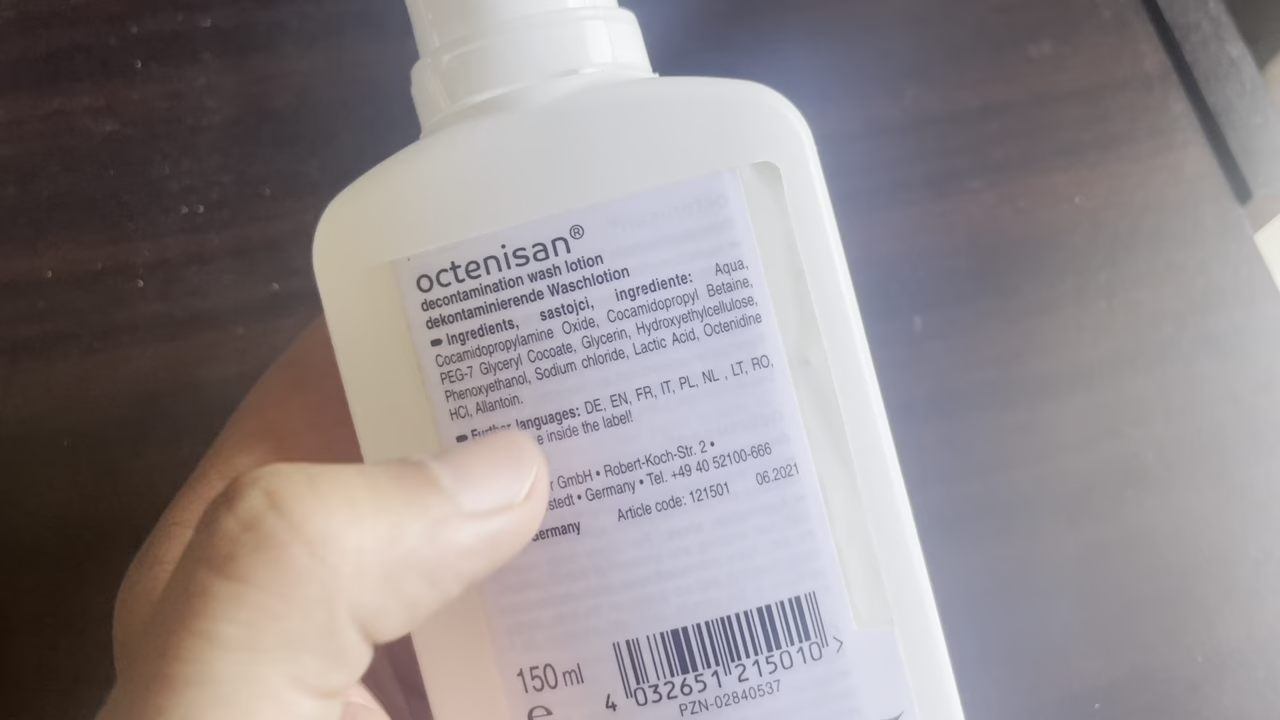 octenisan®
decontamination wash lotion
dekontaminierende Waschlotion
Ingredients, sastojci, ingrediente: Aqua,
Cocamidopropylamine Oxide, Cocamidopropyl Betaine,
PEG-7 Glyceryl Cocoate, Glycerin, Hydroxyethylcellulose,
Phenoxyethanol, Sodium chloride, Lactic Acid, Octenidine
HCl, Allantoin.
Further languages: DE, EN, FR, IT, PL, NL , LT, RO,
inside the label!
GmbH • Robert-Koch-Str. 2 •
Germany • Tel. +49 40 52100-666
Germany Article code: 121501 06.2021
150 ml
4 032651 215010 >
PZN-02840537
e